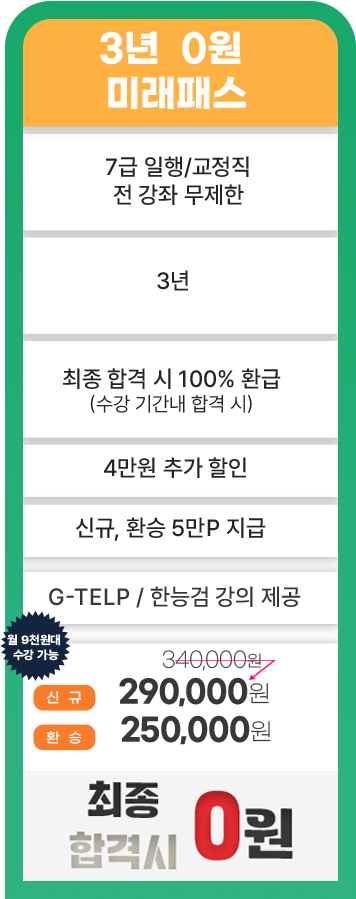 3년 0원
미래패스
7급 일행/교정직
전 강좌 무제한
3년
최종 합격 시 100% 환급
(수강 기간내 합격 시)
4만원 추가 할인
신규, 환승 5만P 지급
G-TELP / 한능검 강의 제공
월 9천원대
수강 가능
340,000원
신 규 290,000원
환 승 250,000원
최종
합격시 0원